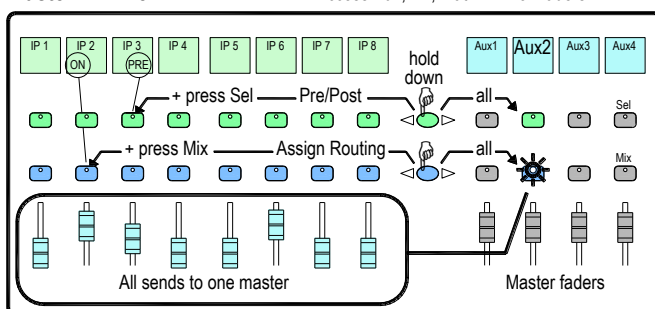 IP 1 IP 2 IP 3 IP 4 IP 5 IP 6 IP 7 IP 8 Aux1 Aux2 Aux3 Aux4
ON PRE
hold
down
+ press Sel Pre/Post all Sel
+ press Mix Assign Routing all Mix
All sends to one master Master faders